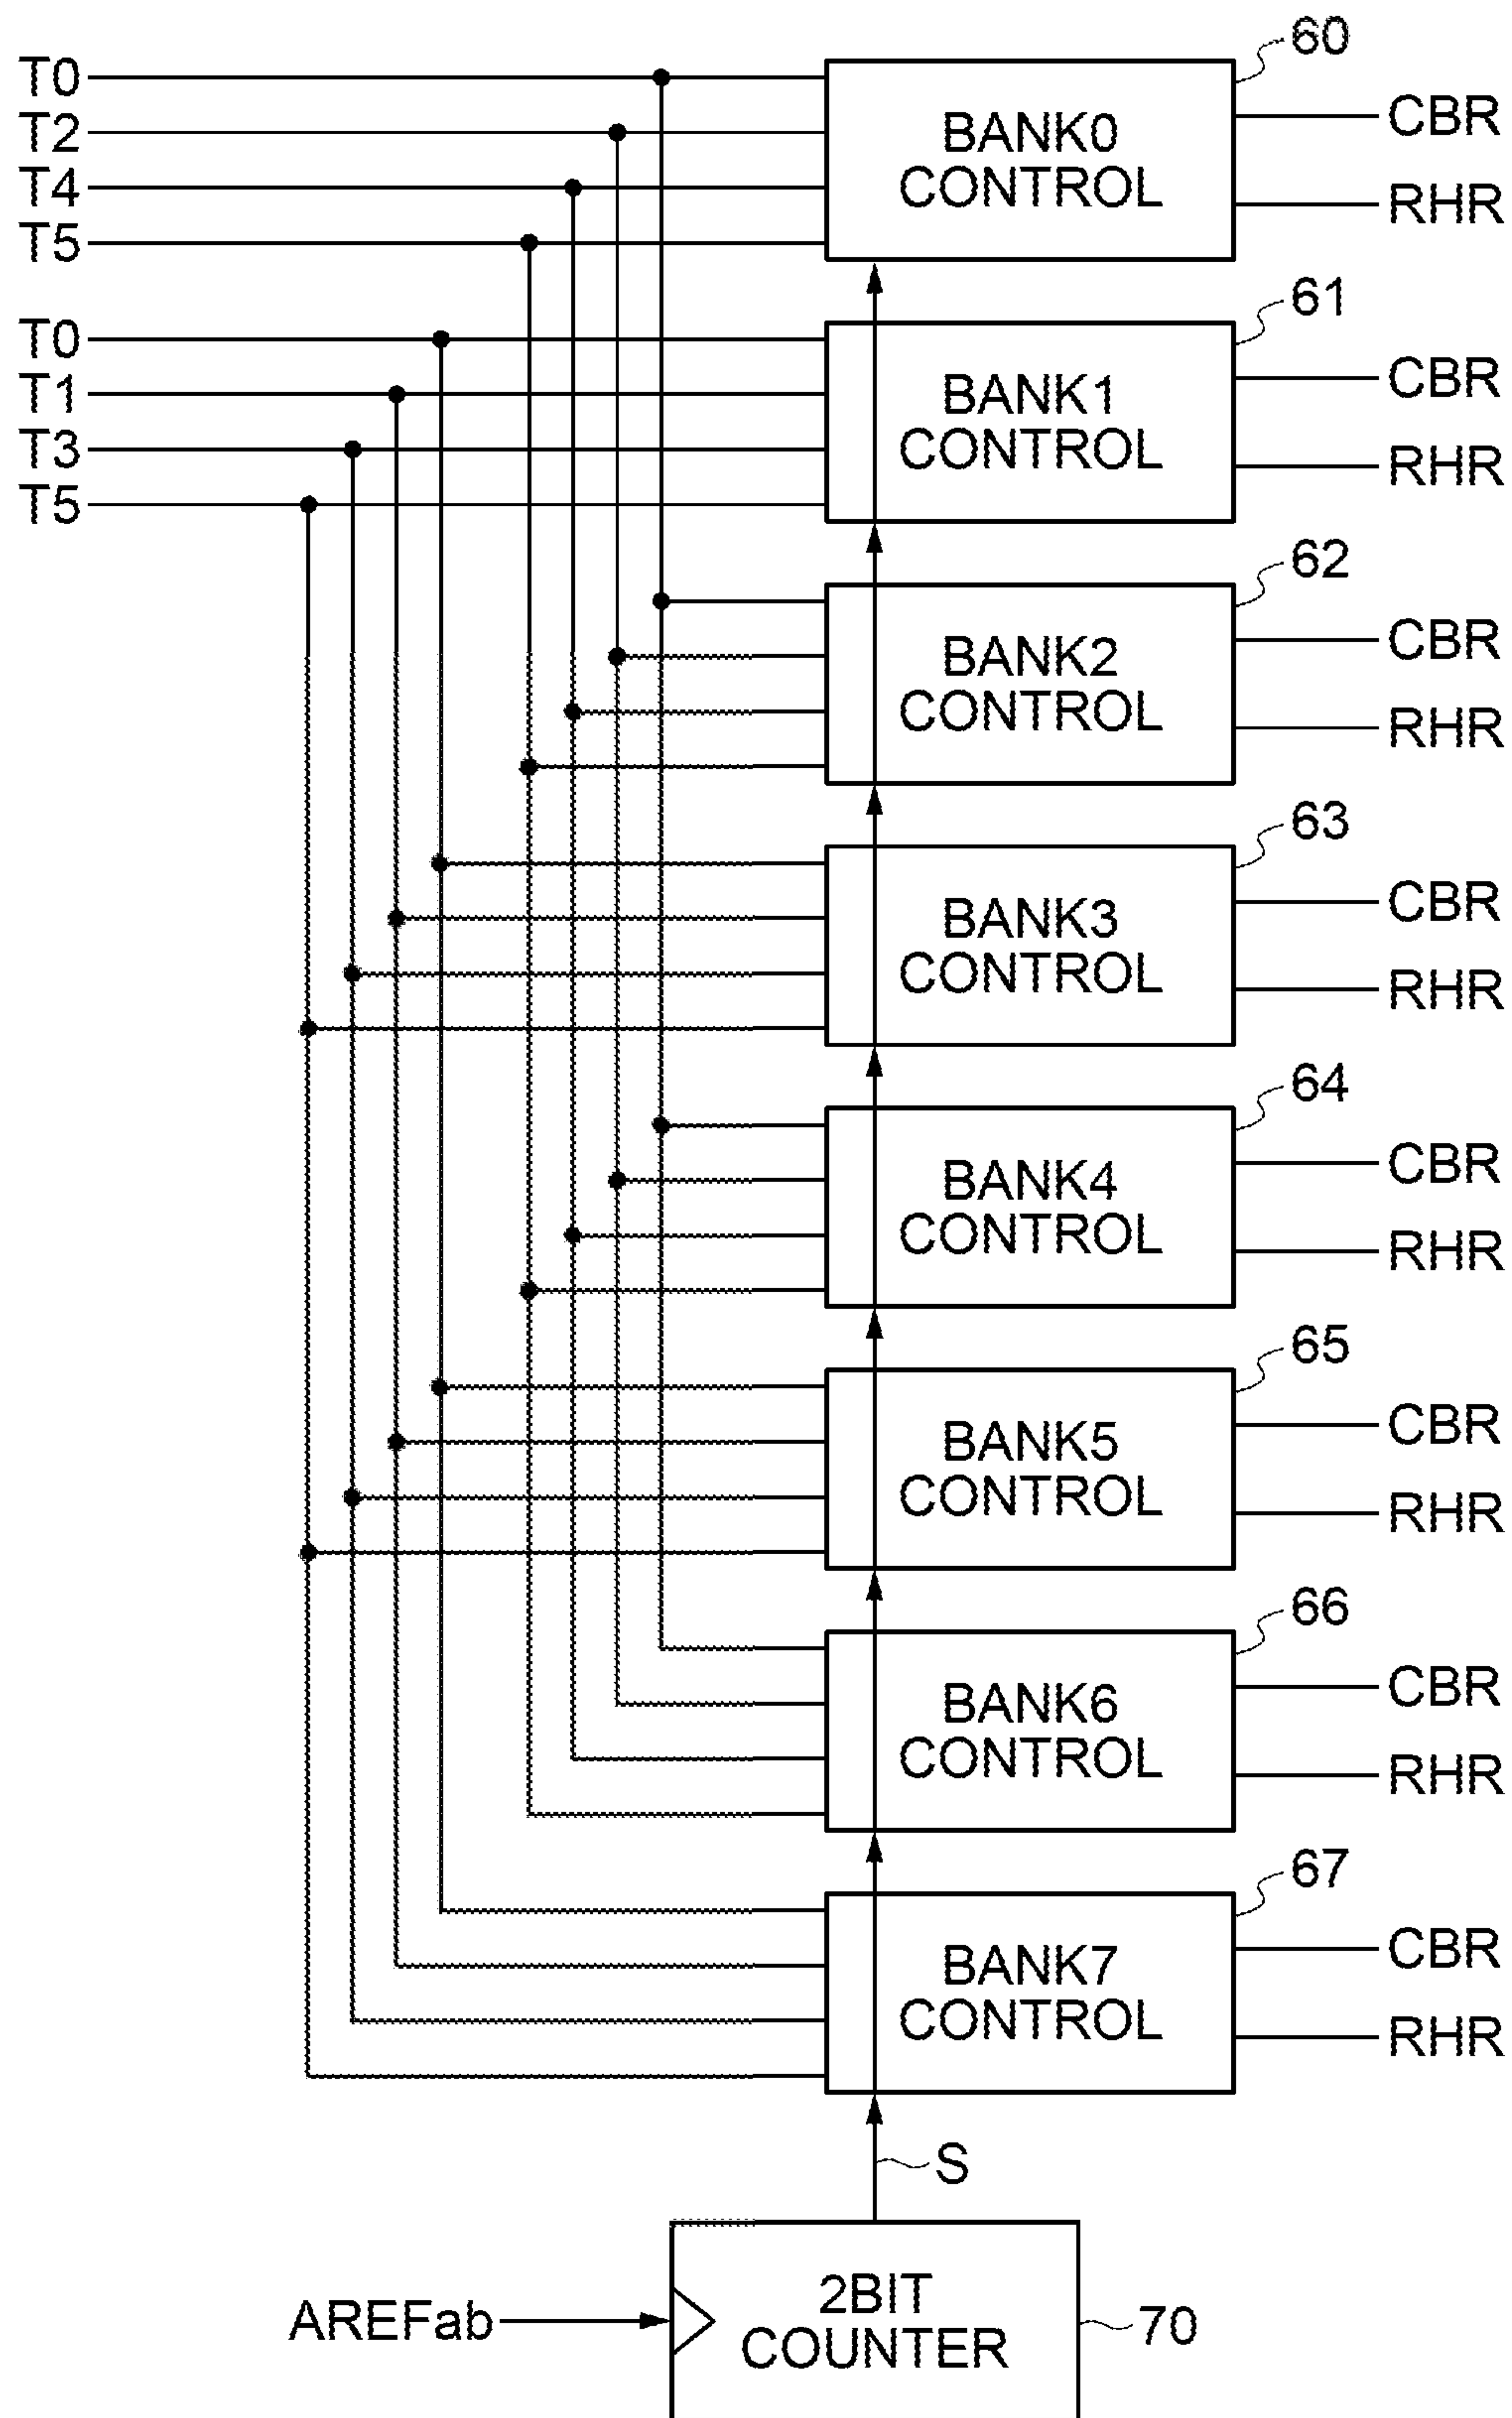 60
T0
T2
T4
T5
BANK0
CONTROL
CBR
RHR
61
T0
T1
T3
T5
BANK1
CONTROL
CBR
RHR
62
BANK2
CONTROL
CBR
RHR
63
BANK3
CONTROL
CBR
RHR
64
BANK4
CONTROL
CBR
RHR
65
BANK5
CONTROL
CBR
RHR
66
BANK6
CONTROL
CBR
RHR
67
BANK7
CONTROL
CBR
RHR
S
AREFab
2BIT
COUNTER
70